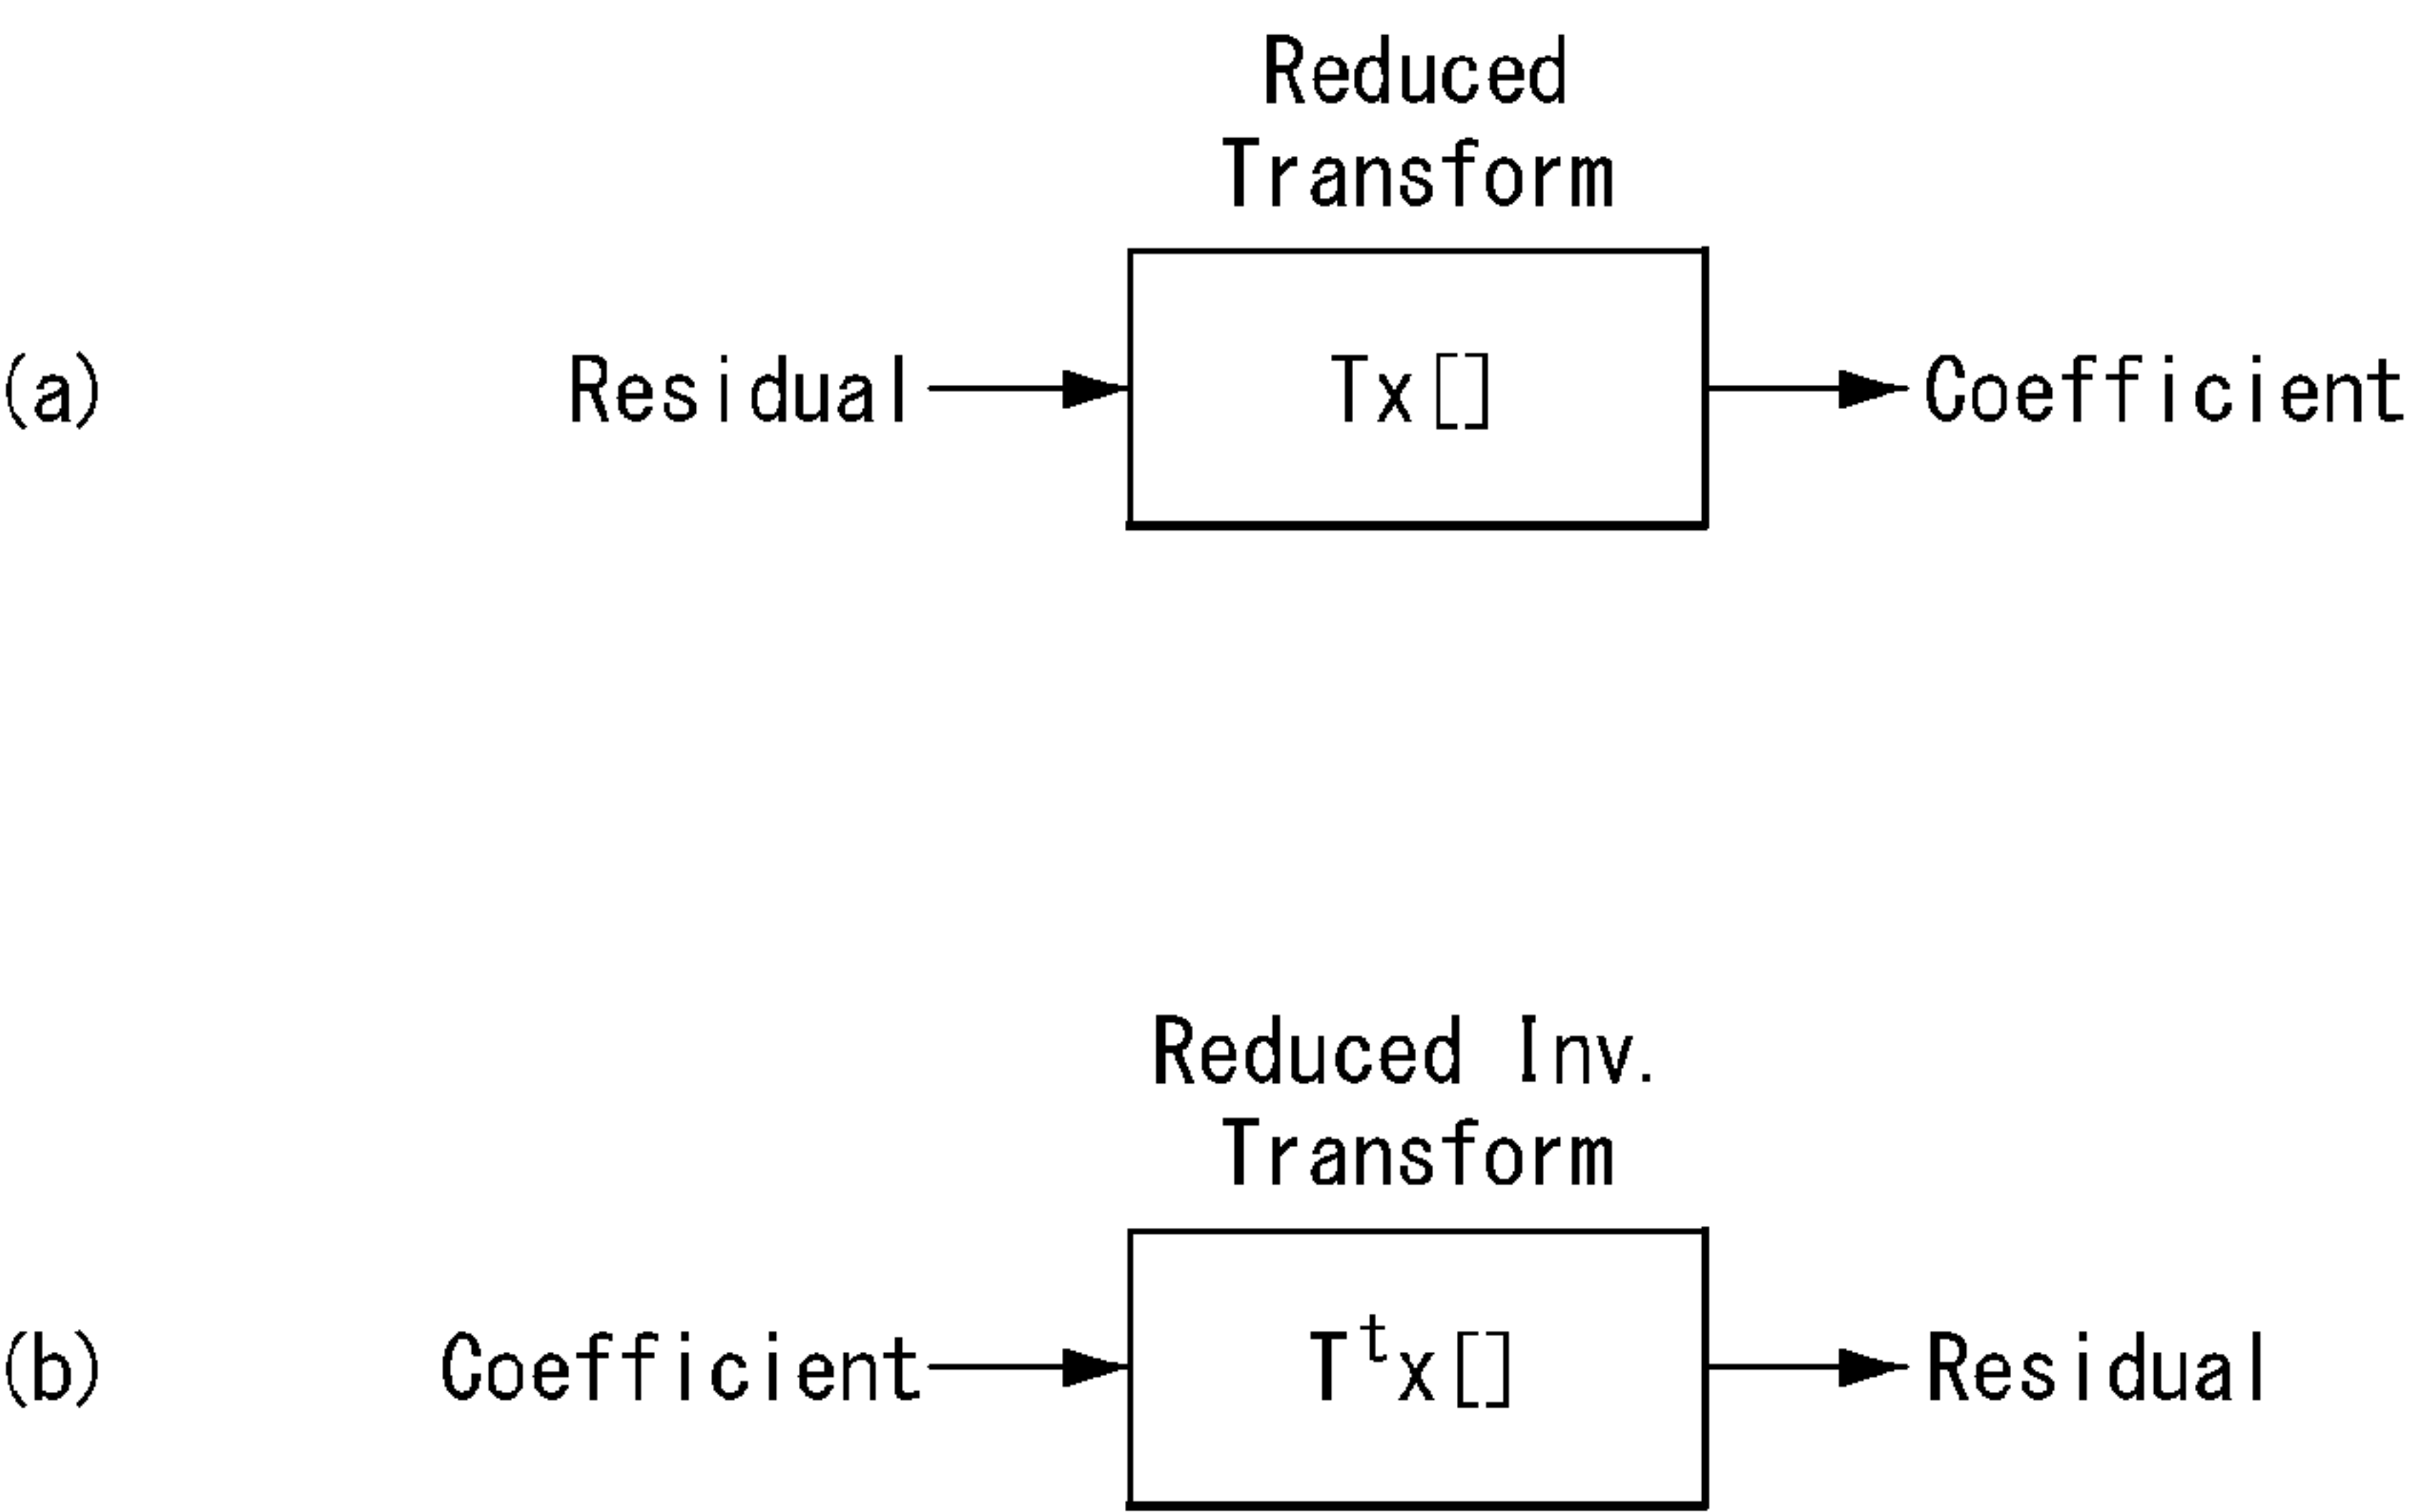 Reduced
Transform
(a) Residual Tx[] Coefficient
Reduced Inv.
Transform
(b) Coefficient Tᵗx[] Residual